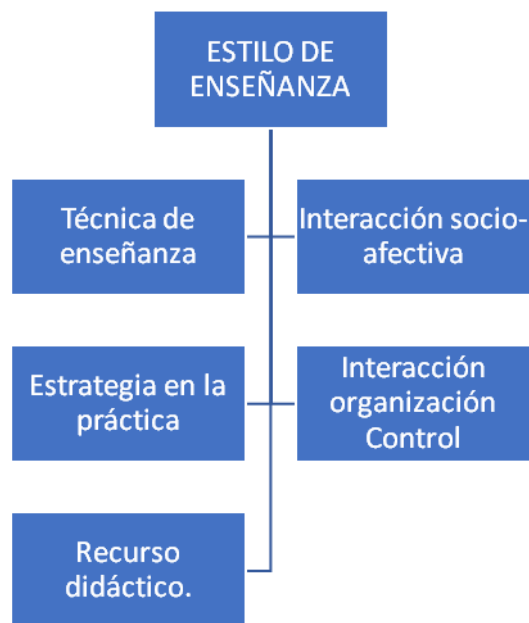 ESTILO DE
ENSEÑANZA
Técnica de
enseñanza
Interacción socio-
afectiva
Estrategia en la
práctica
Interacción
organización
Control
Recurso
didáctico.